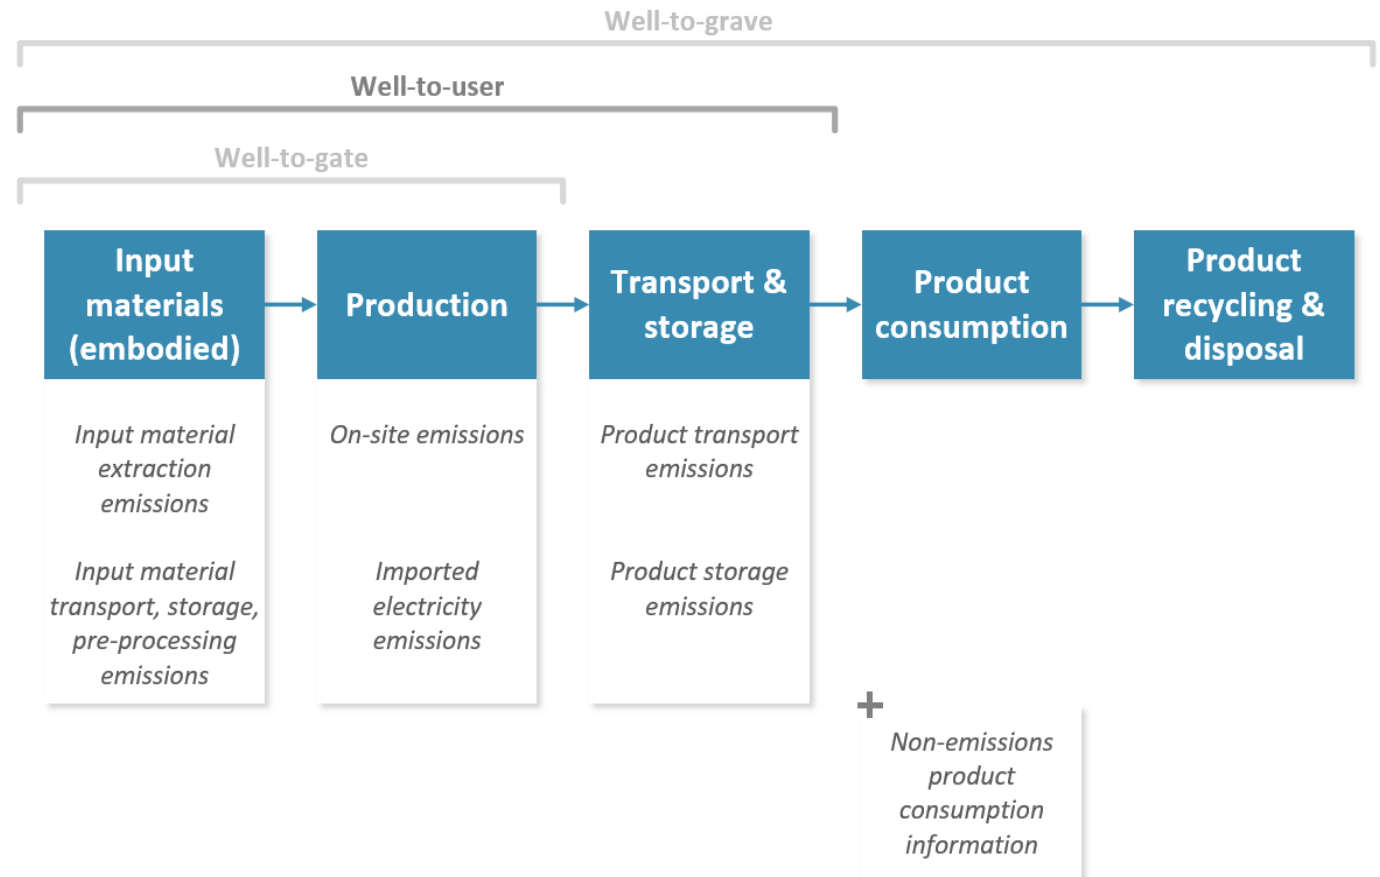 Well-to-grave
Well-to-user
Well-to-gate
Input
materials
(embodied)
Production
Transport &
storage
Product
consumption
Product
recycling &
disposal
Input material
extraction
emissions
Input material
transport, storage,
pre-processing
emissions
On-site emissions
Imported
electricity
emissions
Product transport
emissions
Product storage
emissions
+
Non-emissions
product
consumption
information